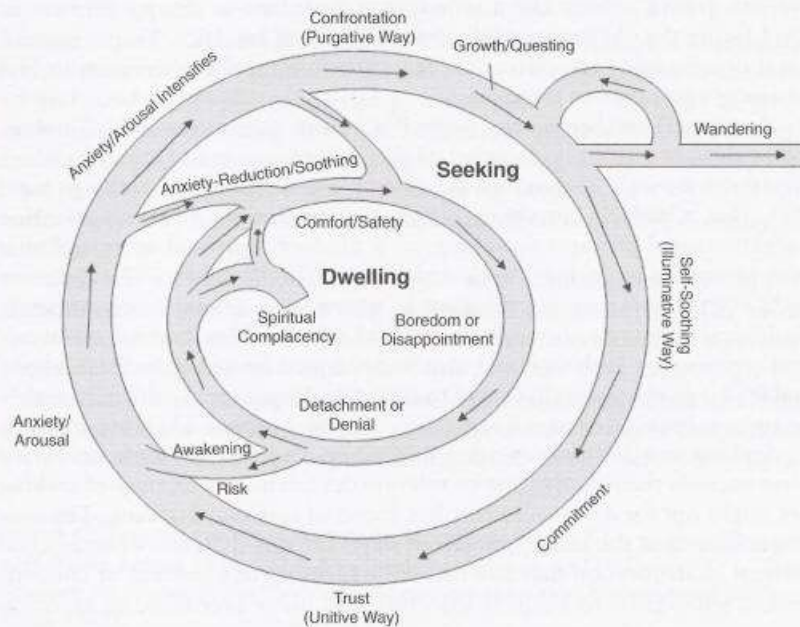 Confrontation
(Purgative Way)
Growth/Questing
Anxiety/Arousal Intensifies
Wandering
Anxiety-Reduction/Soothing
Seeking
Comfort/Safety
Dwelling
Self-Soothing
(Illuminative Way)
Spiritual
Complacency
Boredom or
Disappointment
Detachment or
Denial
Anxiety/
Arousal
Awakening
Risk
Commitment
Trust
(Unitive Way)